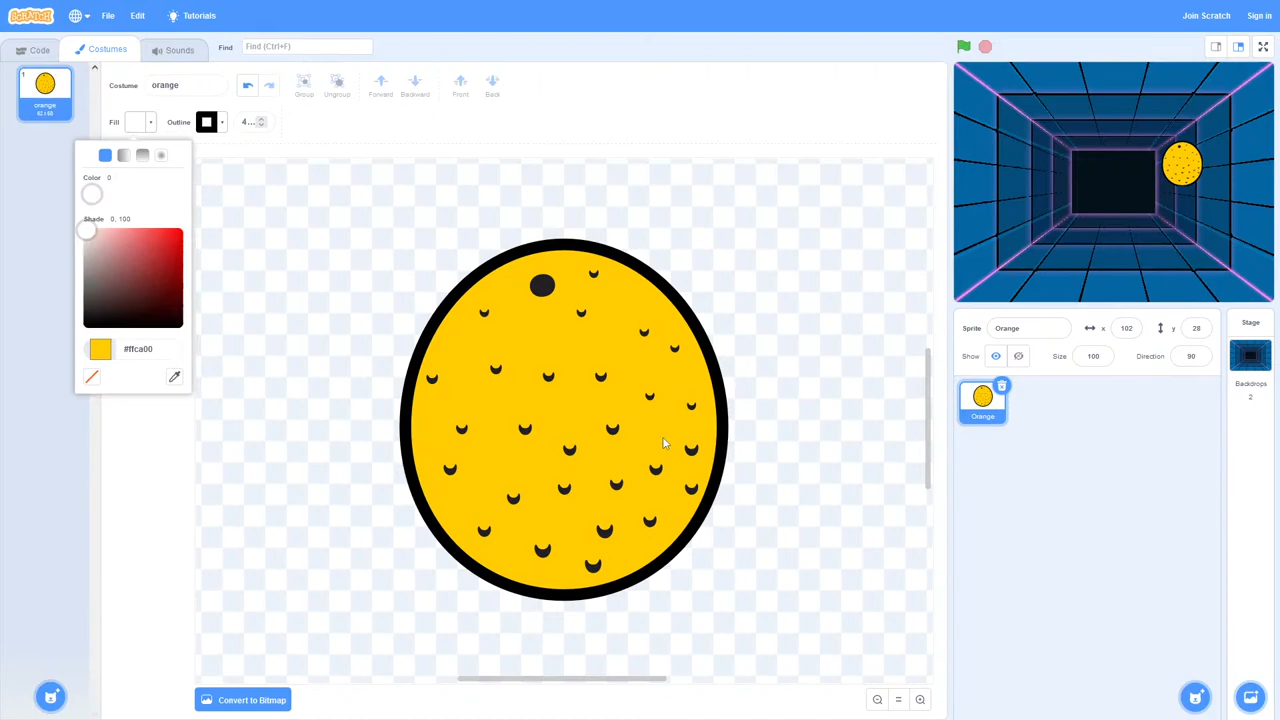 SCRATCH File Edit Tutorials Join Scratch Sign in
Code Costumes Sounds Find Find (Ctrl+F)
1
orange
Costume orange Group Ungroup Forward Backward Front Back
Fill Outline 4...
Color 0
Shade 0, 100
#ffca00
Convert to Bitmap
Sprite Orange x 102 y 28
Show Size 100 Direction 90
Orange
Stage
Backdrops
2